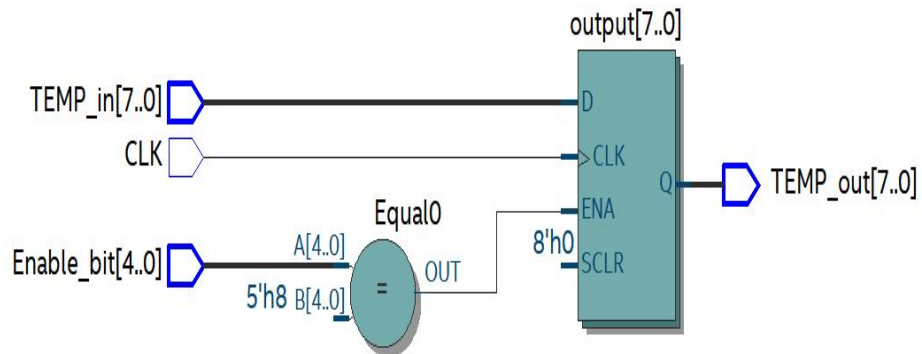 output[7..0]
TEMP_in[7..0]
D
CLK
CLK
Q
TEMP_out[7..0]
Equal0
ENA
8'h0
SCLR
Enable_bit[4..0]
A[4..0]
OUT
=
5'h8 B[4..0]